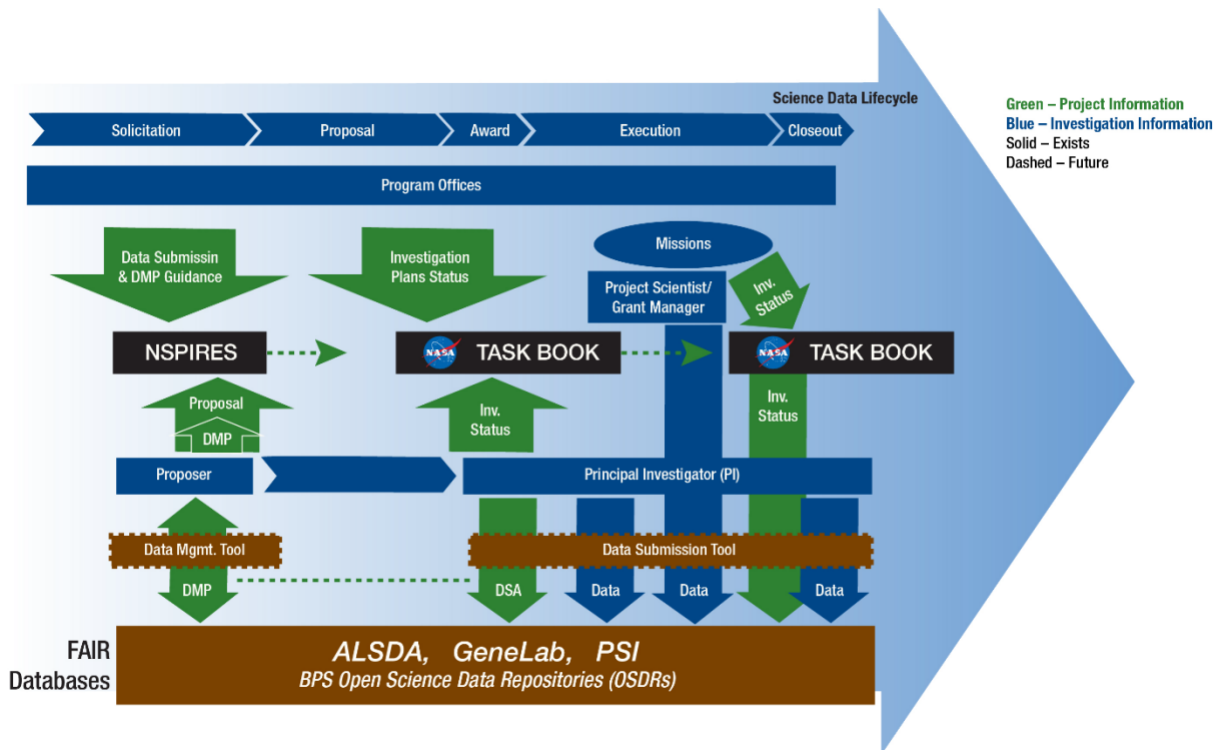 Science Data Lifecycle
Solicitation
Proposal
Award
Execution
Closeout
Green – Project Information
Blue – Investigation Information
Solid – Exists
Dashed – Future
Program Offices
Data Submissin
& DMP Guidance
Investigation
Plans Status
Missions
Project Scientist/
Grant Manager
Inv.
Status
NSPIRES
NASA TASK BOOK
NASA TASK BOOK
Proposal
DMP
Inv.
Status
Inv.
Status
Proposer
Principal Investigator (PI)
Data Mgmt. Tool
Data Submission Tool
DMP
DSA
Data
Data
Data
FAIR
Databases
ALSDA, GeneLab, PSI
BPS Open Science Data Repositories (OSDRs)